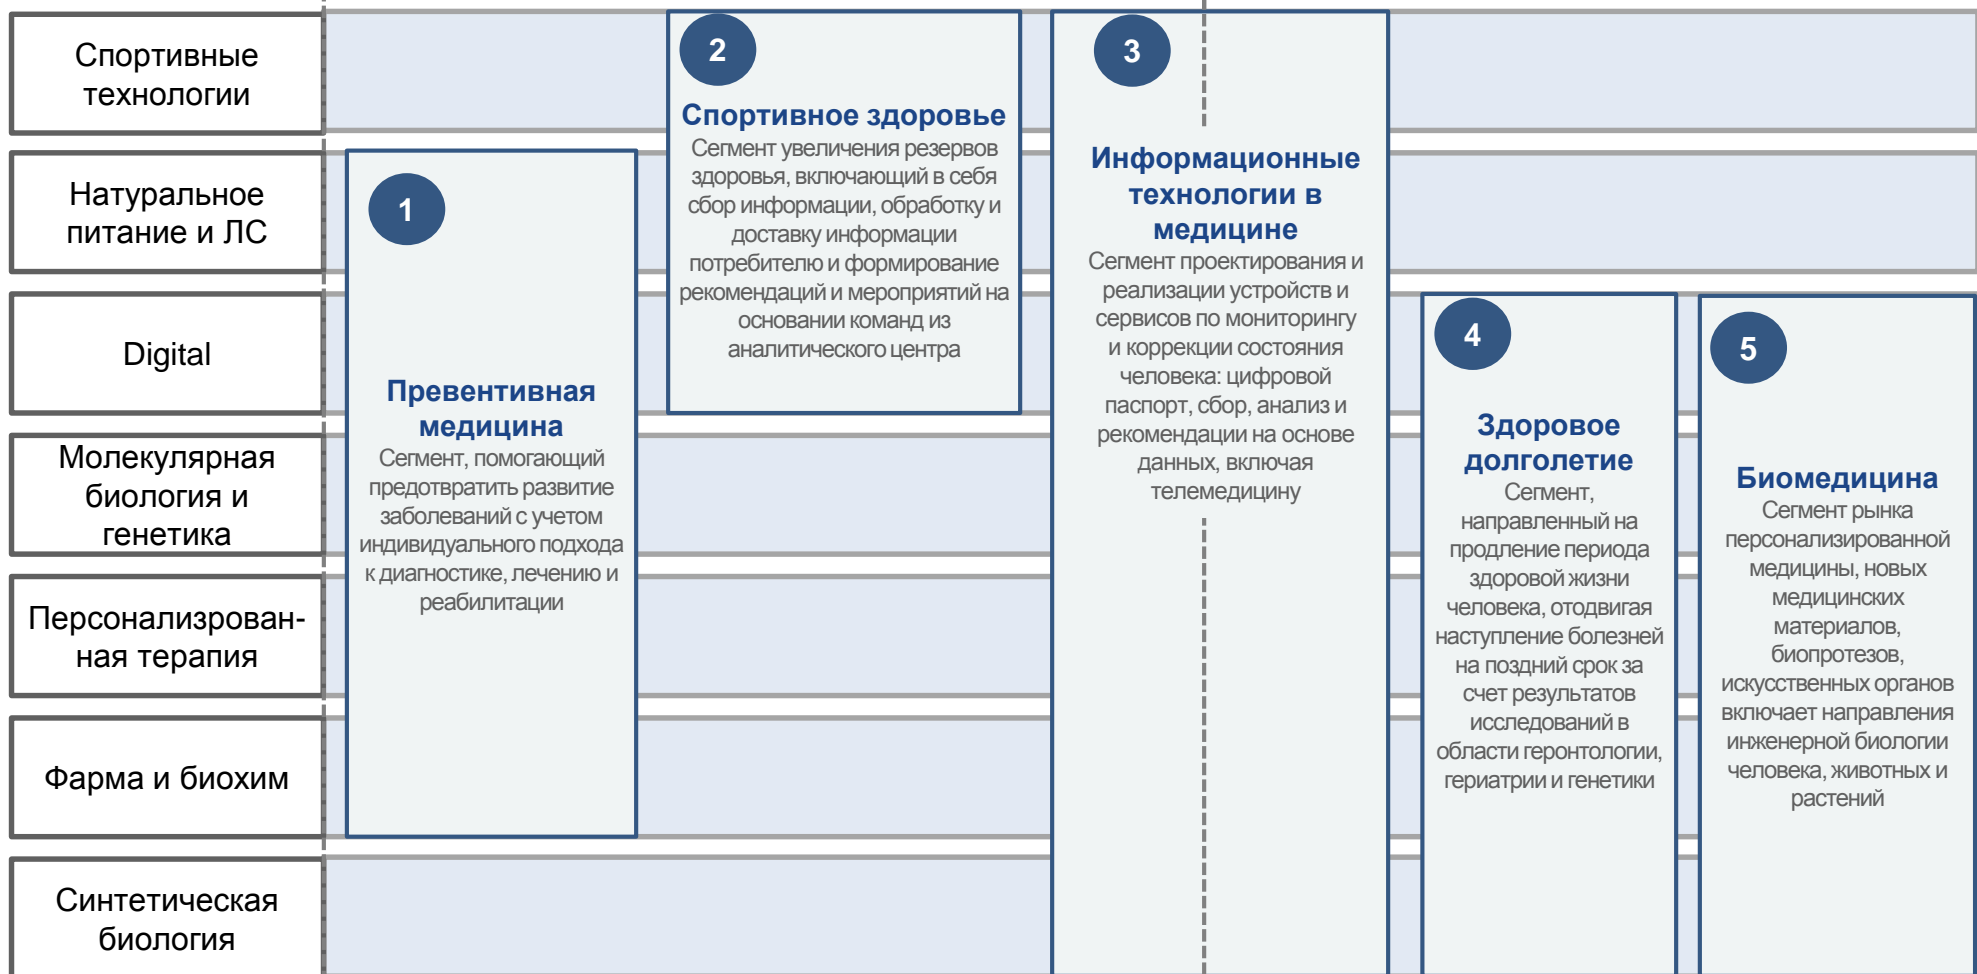 Спортивные
технологии
Натуральное
питание и ЛС
Digital
Молекулярная
биология и
генетика
Персонализрован-
ная терапия
Фарма и биохим
Синтетическая
биология
1
Превентивная
медицина
Сегмент, помогающий
предотвратить развитие
заболеваний с учетом
индивидуального подхода
к диагностике, лечению и
реабилитации
2
Спортивное здоровье
Сегмент увеличения резервов
здоровья, включающий в себя
сбор информации, обработку и
доставку информации
потребителю и формирование
рекомендаций и мероприятий на
основании команд из
аналитического центра
3
Информационные
технологии в
медицине
Сегмент проектирования и
реализации устройств и
сервисов по мониторингу
и коррекции состояния
человека: цифровой
паспорт, сбор, анализ и
рекомендации на основе
данных, включая
телемедицину
4
Здоровое
долголетие
Сегмент,
направленный на
продление периода
здоровой жизни
человека, отодвигая
наступление болезней
на поздний срок за
счет результатов
исследований в
области геронтологии,
гериатрии и генетики
5
Биомедицина
Сегмент рынка
персонализированной
медицины, новых
медицинских
материалов,
биопротезов,
искусственных органов
включает направления
инженерной биологии
человека, животных и
растений